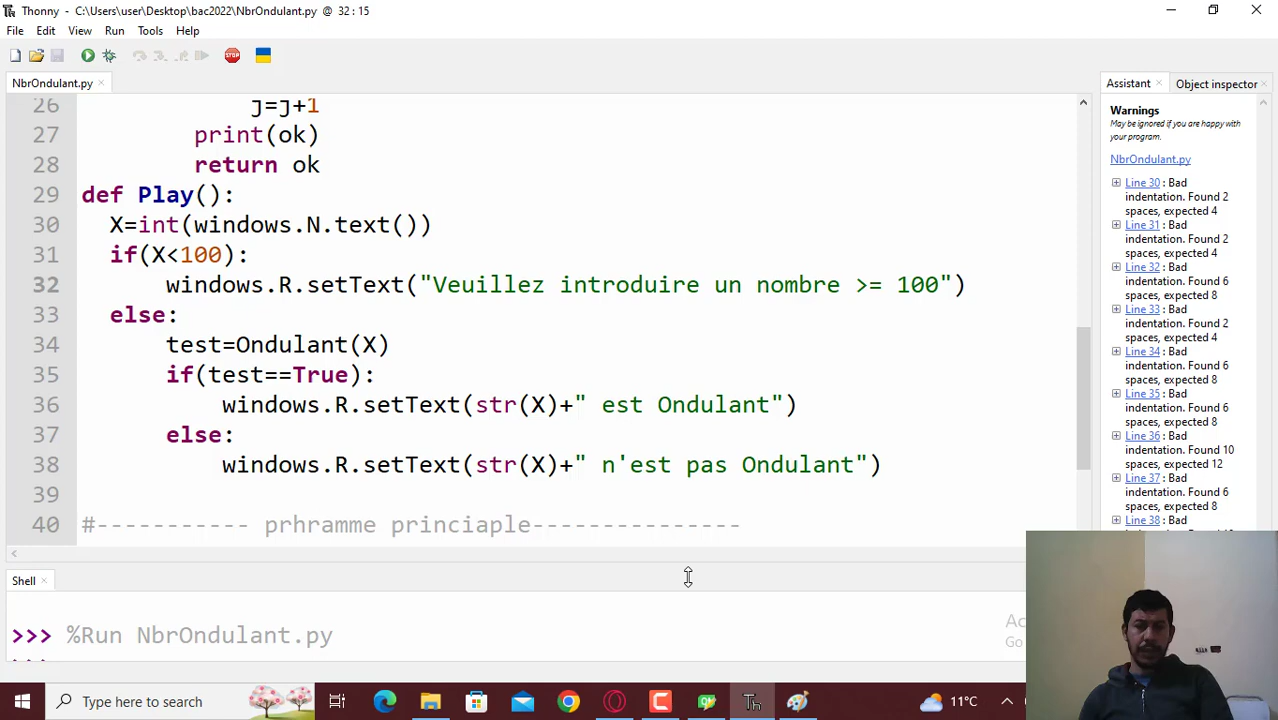 Thonny - C:\Users\user\Desktop\bac2022\NbrOndulant.py @ 32 : 15
File Edit View Run Tools Help
STOP
NbrOndulant.py
26 j=j+1
27 print(ok)
28 return ok
29 def Play():
30 X=int(windows.N.text())
31 if(X<100):
32 windows.R.setText("Veuillez introduire un nombre >= 100")
33 else:
34 test=Ondulant(X)
35 if(test==True):
36 windows.R.setText(str(X)+" est Ondulant")
37 else:
38 windows.R.setText(str(X)+" n'est pas Ondulant")
39
40 #----------- prhramme princiaple---------------
Assistant Object inspector
Warnings
May be ignored if you are happy with
your program.
NbrOndulant.py
Line 30 : Bad
indentation. Found 2
spaces, expected 4
Line 31 : Bad
indentation. Found 2
spaces, expected 4
Line 32 : Bad
indentation. Found 6
spaces, expected 8
Line 33 : Bad
indentation. Found 2
spaces, expected 4
Line 34 : Bad
indentation. Found 6
spaces, expected 8
Line 35 : Bad
indentation. Found 6
spaces, expected 8
Line 36 : Bad
indentation. Found 10
spaces, expected 12
Line 37 : Bad
indentation. Found 6
spaces, expected 8
Line 38 : Bad
Shell
>>> %Run NbrOndulant.py
Go
Type here to search
Th
11°C